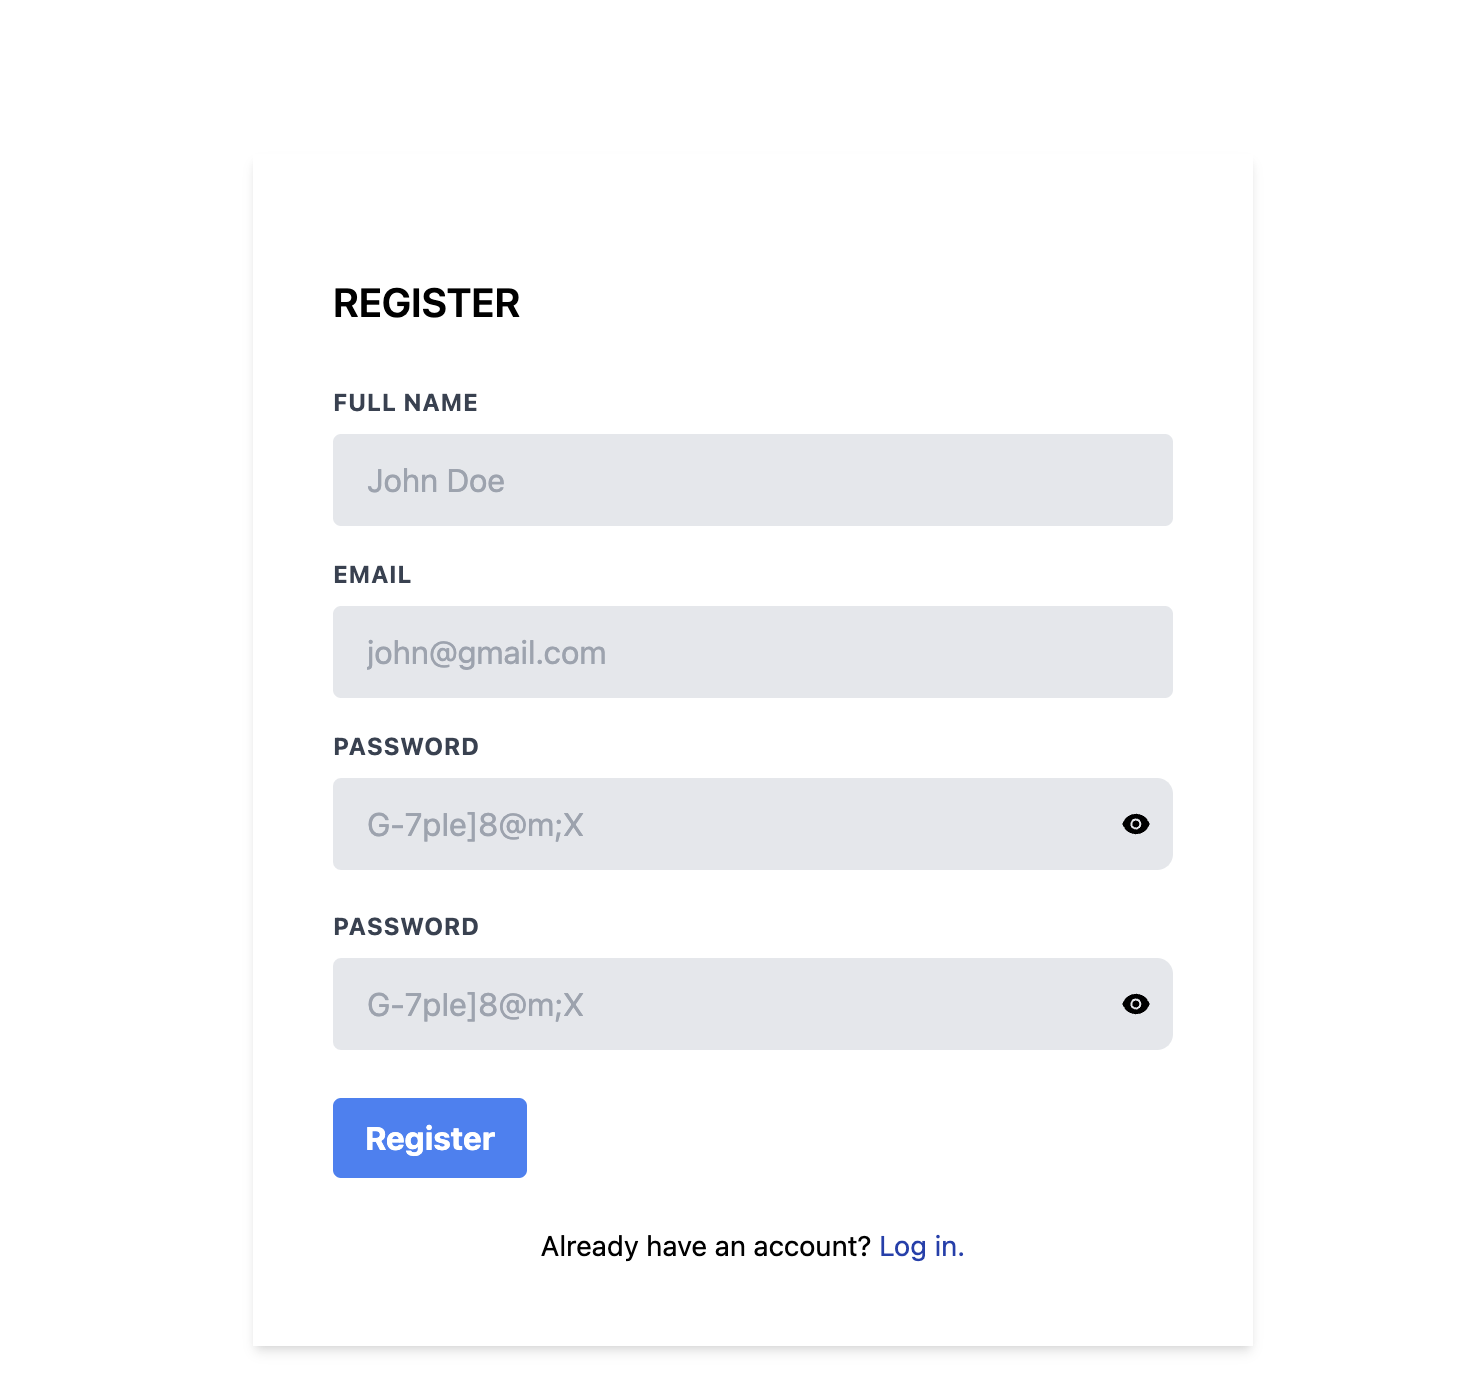 REGISTER
FULL NAME
John Doe
EMAIL
john@gmail.com
PASSWORD
G-7ple]8@m;X
PASSWORD
G-7ple]8@m;X
Register
Already have an account? Log in.